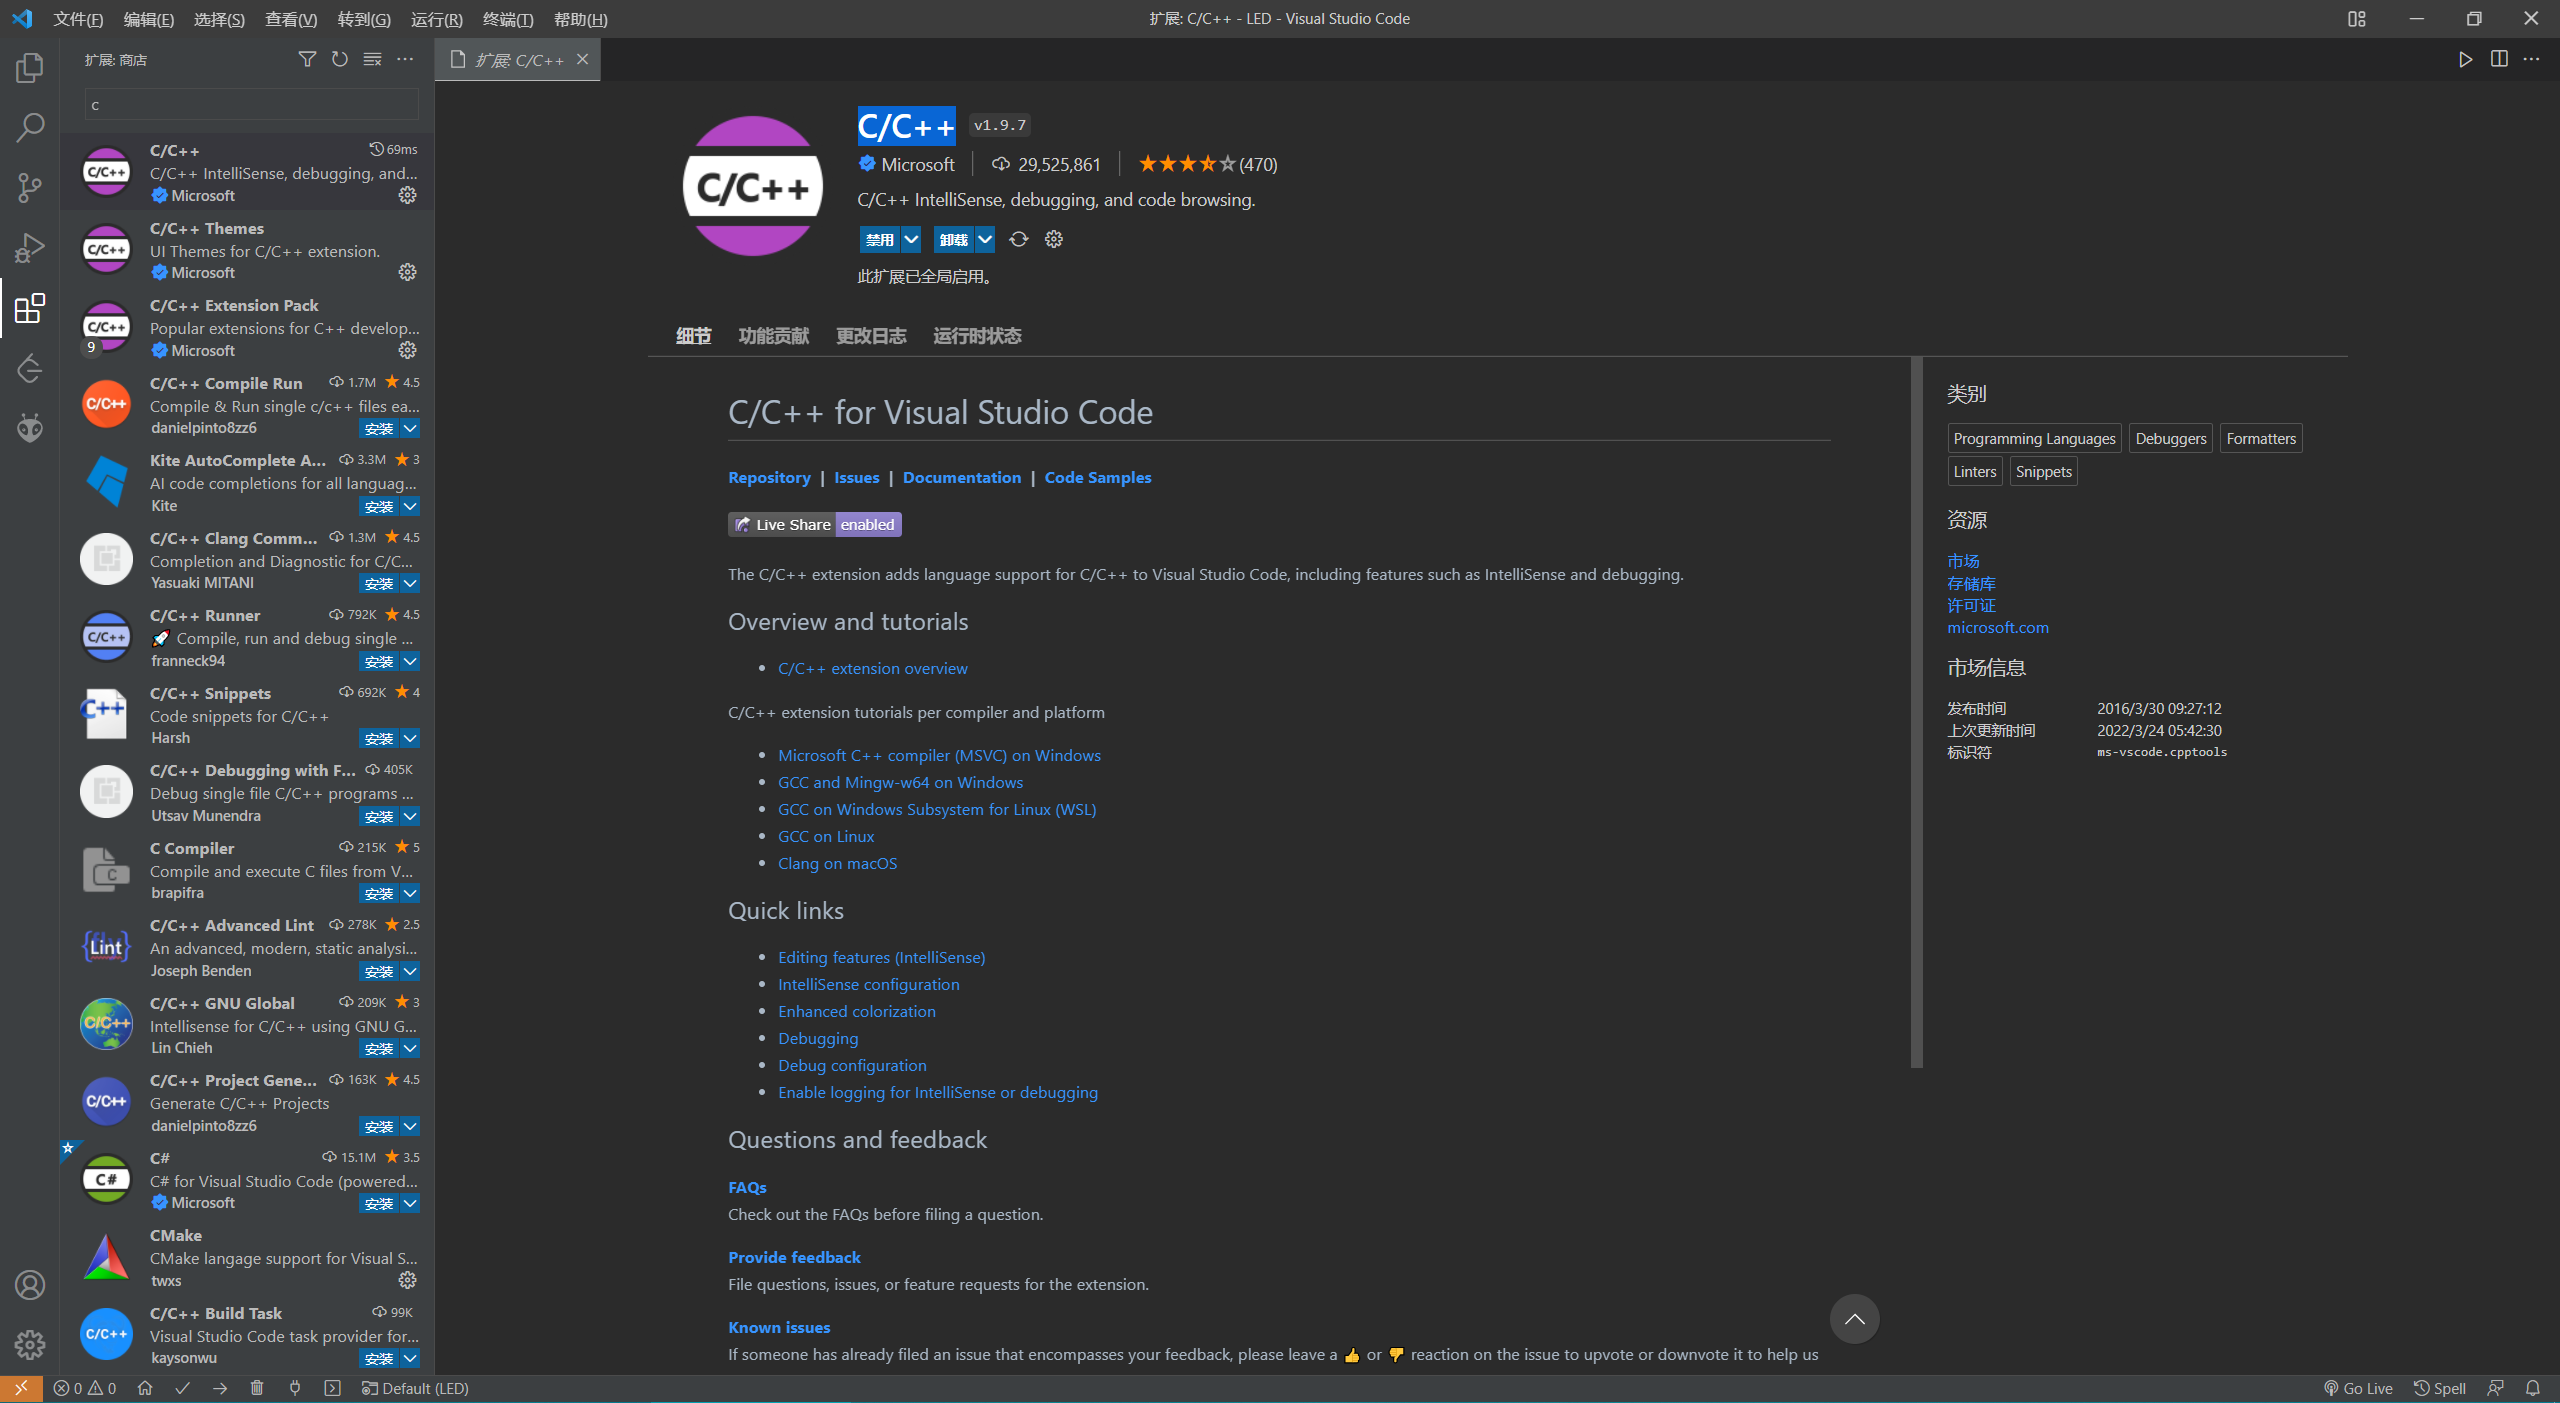 文件(F) 编辑(E) 选择(S) 查看(V) 转到(G) 运行(R) 终端(T) 帮助(H)
扩展: C/C++ - LED - Visual Studio Code
扩展: 商店
c
C/C++ 69ms
C/C++ IntelliSense, debugging, and...
Microsoft
C/C++ Themes
UI Themes for C/C++ extension.
Microsoft
C/C++ Extension Pack
Popular extensions for C++ develop...
9
Microsoft
C/C++ Compile Run 1.7M 4.5
Compile & Run single c/c++ files ea...
danielpinto8zz6 安装
Kite AutoComplete A... 3.3M 3
AI code completions for all languag...
Kite 安装
C/C++ Clang Comm... 1.3M 4.5
Completion and Diagnostic for C/C...
Yasuaki MITANI 安装
C/C++ Runner 792K 4.5
🚀 Compile, run and debug single ...
franneck94 安装
C/C++ Snippets 692K 4
Code snippets for C/C++
Harsh 安装
C/C++ Debugging with F... 405K
Debug single file C/C++ programs ...
Utsav Munendra 安装
C Compiler 215K 5
Compile and execute C files from V...
brapifra 安装
C/C++ Advanced Lint 278K 2.5
An advanced, modern, static analysi...
Joseph Benden 安装
C/C++ GNU Global 209K 3
Intellisense for C/C++ using GNU G...
Lin Chieh 安装
C/C++ Project Gene... 163K 4.5
Generate C/C++ Projects
danielpinto8zz6 安装
C# 15.1M 3.5
C# for Visual Studio Code (powered...
Microsoft 安装
CMake
CMake langage support for Visual S...
twxs
C/C++ Build Task 99K
Visual Studio Code task provider for...
kaysonwu 安装
扩展: C/C++
C/C++
C/C++ v1.9.7
Microsoft 29,525,861 (470)
C/C++ IntelliSense, debugging, and code browsing.
禁用 卸载
此扩展已全局启用。
细节 功能贡献 更改日志 运行时状态
C/C++ for Visual Studio Code
Repository | Issues | Documentation | Code Samples
Live Share enabled
The C/C++ extension adds language support for C/C++ to Visual Studio Code, including features such as IntelliSense and debugging.
Overview and tutorials
• C/C++ extension overview
C/C++ extension tutorials per compiler and platform
• Microsoft C++ compiler (MSVC) on Windows
• GCC and Mingw-w64 on Windows
• GCC on Windows Subsystem for Linux (WSL)
• GCC on Linux
• Clang on macOS
Quick links
• Editing features (IntelliSense)
• IntelliSense configuration
• Enhanced colorization
• Debugging
• Debug configuration
• Enable logging for IntelliSense or debugging
Questions and feedback
FAQs
Check out the FAQs before filing a question.
Provide feedback
File questions, issues, or feature requests for the extension.
Known issues
If someone has already filed an issue that encompasses your feedback, please leave a 👍 or 👎 reaction on the issue to upvote or downvote it to help us
类别
Programming Languages Debuggers Formatters
Linters Snippets
资源
市场
存储库
许可证
microsoft.com
市场信息
发布时间 2016/3/30 09:27:12
上次更新时间 2022/3/24 05:42:30
标识符 ms-vscode.cpptools
0 0 Default (LED) Go Live Spell